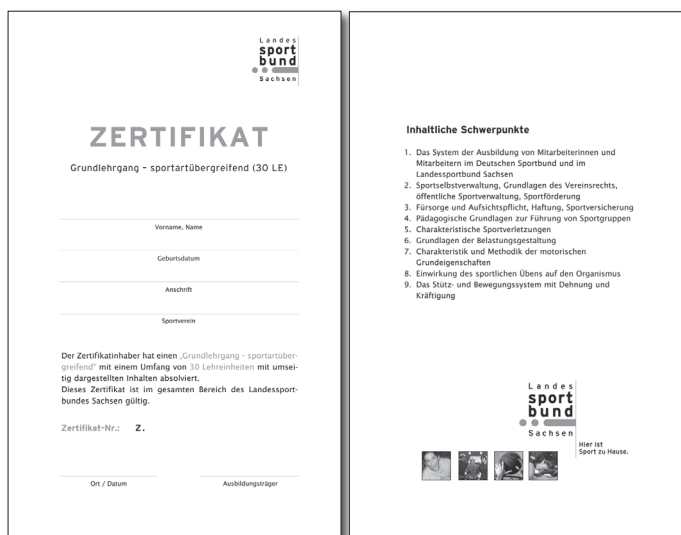 Landes
sport
bund
Sachsen
ZERTIFIKAT
Grundlehrgang – sportartübergreifend (30 LE)
Vorname, Name
Geburtsdatum
Anschrift
Sportverein
Der Zertifikatinhaber hat einen „Grundlehrgang – sportartüber-
greifend“ mit einem Umfang von 30 Lehreinheiten mit umsei-
tig dargestellten Inhalten absolviert.
Dieses Zertifikat ist im gesamten Bereich des Landessport-
bundes Sachsen gültig.
Zertifikat-Nr.: Z.
Ort / Datum
Ausbildungsträger
Inhaltliche Schwerpunkte
1. Das System der Ausbildung von Mitarbeiterinnen und
Mitarbeitern im Deutschen Sportbund und im
Landessportbund Sachsen
2. Sportselbstverwaltung, Grundlagen des Vereinsrechts,
öffentliche Sportverwaltung, Sportförderung
3. Fürsorge und Aufsichtspflicht, Haftung, Sportversicherung
4. Pädagogische Grundlagen zur Führung von Sportgruppen
5. Charakteristische Sportverletzungen
6. Grundlagen der Belastungsgestaltung
7. Charakteristik und Methodik der motorischen
Grundeigenschaften
8. Einwirkung des sportlichen Übens auf den Organismus
9. Das Stütz- und Bewegungssystem mit Dehnung und
Kräftigung
Landes
sport
bund
Sachsen
Hier ist
Sport zu Hause.